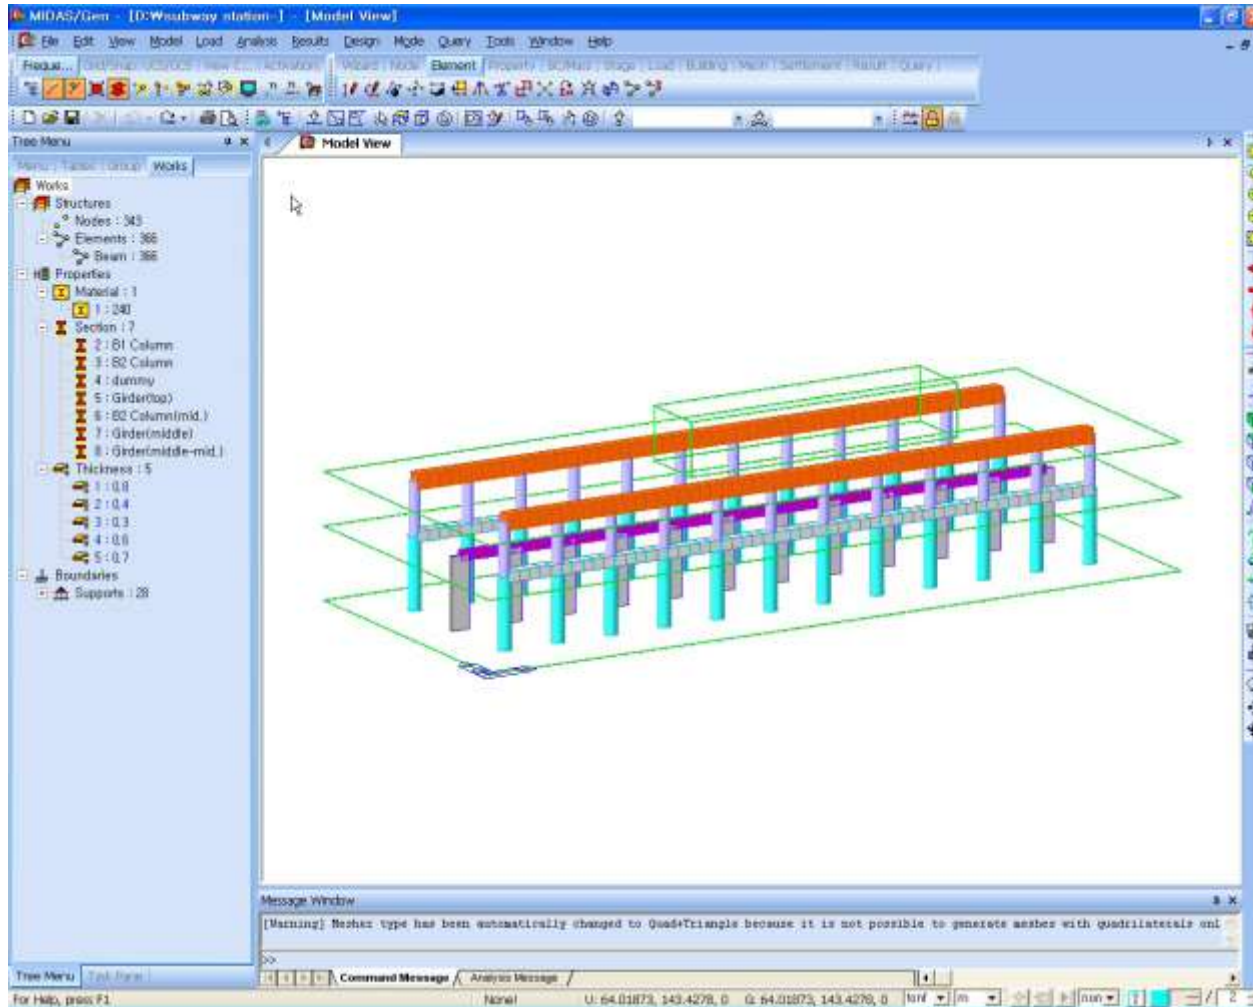 MIDAS/Gen - [D:\subway station-1] - [Model View]
File Edit View Model Load Analysis Results Design Mode Query Tools Window Help
Element
Model View
Tree Menu
Menu Tables Group Works
Works
Structures
Nodes : 343
Elements : 366
Beam : 366
Properties
Material : 1
1 : 240
Section : 7
2 : B1 Column
3 : B2 Column
4 : dummy
5 : Girder(top)
6 : B2 Column(mid.)
7 : Girder(middle)
8 : Girder(middle-mid.)
Thickness : 5
1 : 0.8
2 : 0.4
3 : 0.3
4 : 0.6
5 : 0.7
Boundaries
Supports : 28
Message Window
[Warning] Mesher type has been automatically changed to Quad+Triangle because it is not possible to generate meshes with quadrilaterals onl
>>
Tree Menu Task Pane
Command Message Analysis Message
For Help, press F1
None! U: 64.01873, 143.4278, 0 G: 64.01873, 143.4278, 0 tonf m